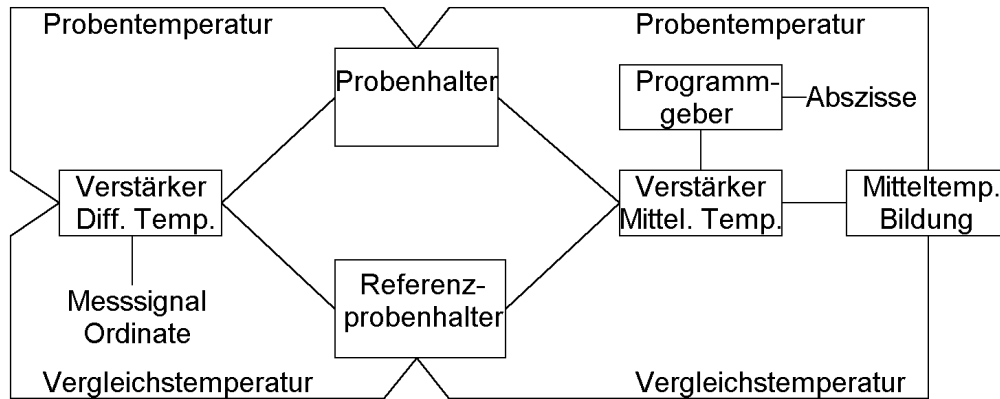 Probentemperatur
Probentemperatur
Probenhalter
Programm-
geber
Abszisse
Verstärker
Diff. Temp.
Verstärker
Mittel. Temp.
Mitteltemp.
Bildung
Messsignal
Ordinate
Referenz-
probenhalter
Vergleichstemperatur
Vergleichstemperatur